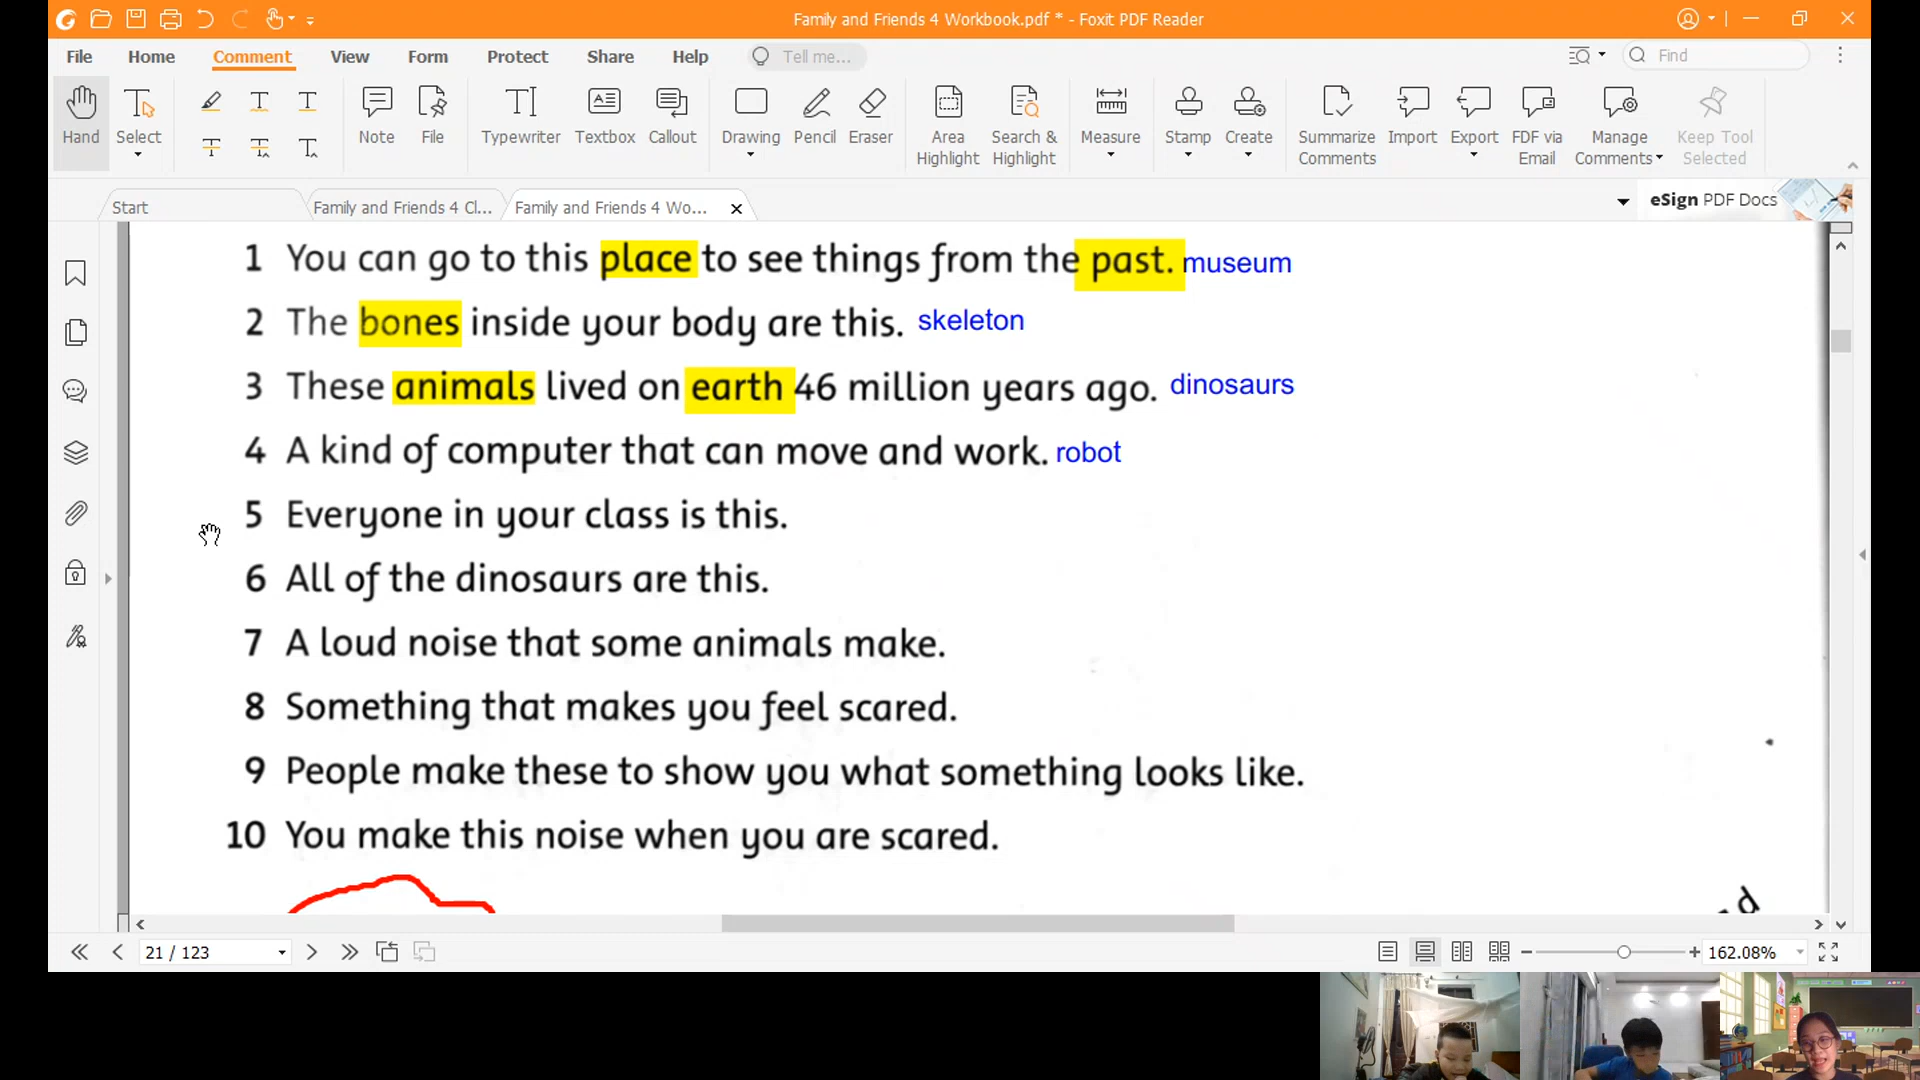 Family and Friends 4 Workbook.pdf * - Foxit PDF Reader
File Home Comment View Form Protect Share Help Tell me... Find
Hand Select Note File Typewriter Textbox Callout Drawing Pencil Eraser Area Highlight Search & Highlight Measure Stamp Create Summarize Comments Import Export PDF via Email Manage Comments Keep Tool Selected
Start Family and Friends 4 Cl... Family and Friends 4 Wo... eSign PDF Docs
1 You can go to this place to see things from the past. museum
2 The bones inside your body are this. skeleton
3 These animals lived on earth 46 million years ago. dinosaurs
4 A kind of computer that can move and work. robot
5 Everyone in your class is this.
6 All of the dinosaurs are this.
7 A loud noise that some animals make.
8 Something that makes you feel scared.
9 People make these to show you what something looks like.
10 You make this noise when you are scared.
21 / 123 162.08%